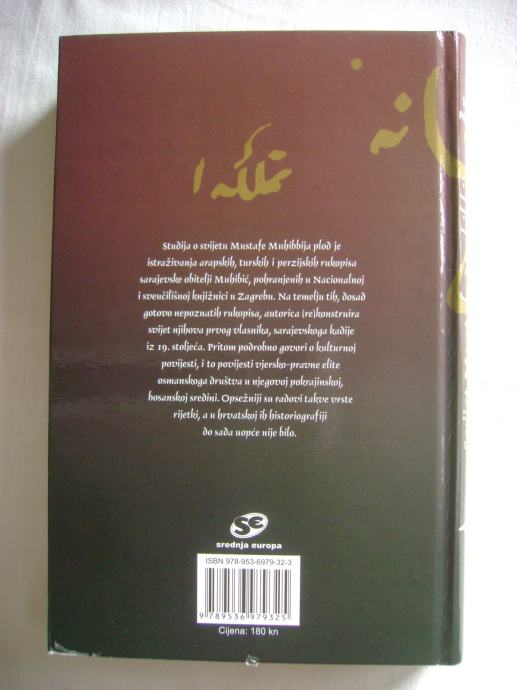 Studija o svijetu Mustafe Muhibbija plod je
istraživanja arapskih, turskih i perzijskih rukopisa
sarajevske obitelji Muhibić, pohranjenih u Nacionalnoj
i sveučilišnoj knjižnici u Zagrebu. Na temelju tih, dosad
gotovo nepoznatih rukopisa, autorica (re)konstruira
svijet njihova prvog vlasnika, sarajevskoga kadije
iz 19. stoljeća. Pritom podrobno govori o kulturnoj
povijesti, i to povijesti vjersko-pravne elite
osmanskoga društva u njegovoj pokrajinskoj,
bosanskoj sredini. Opsežniji su radovi takve vrste
rijetki, a u hrvatskoj ih historiografiji
do sada uopće nije bilo.
se
srednja europa
ISBN 978-953-6979-32-3
9 789536 979325
Cijena: 180 kn